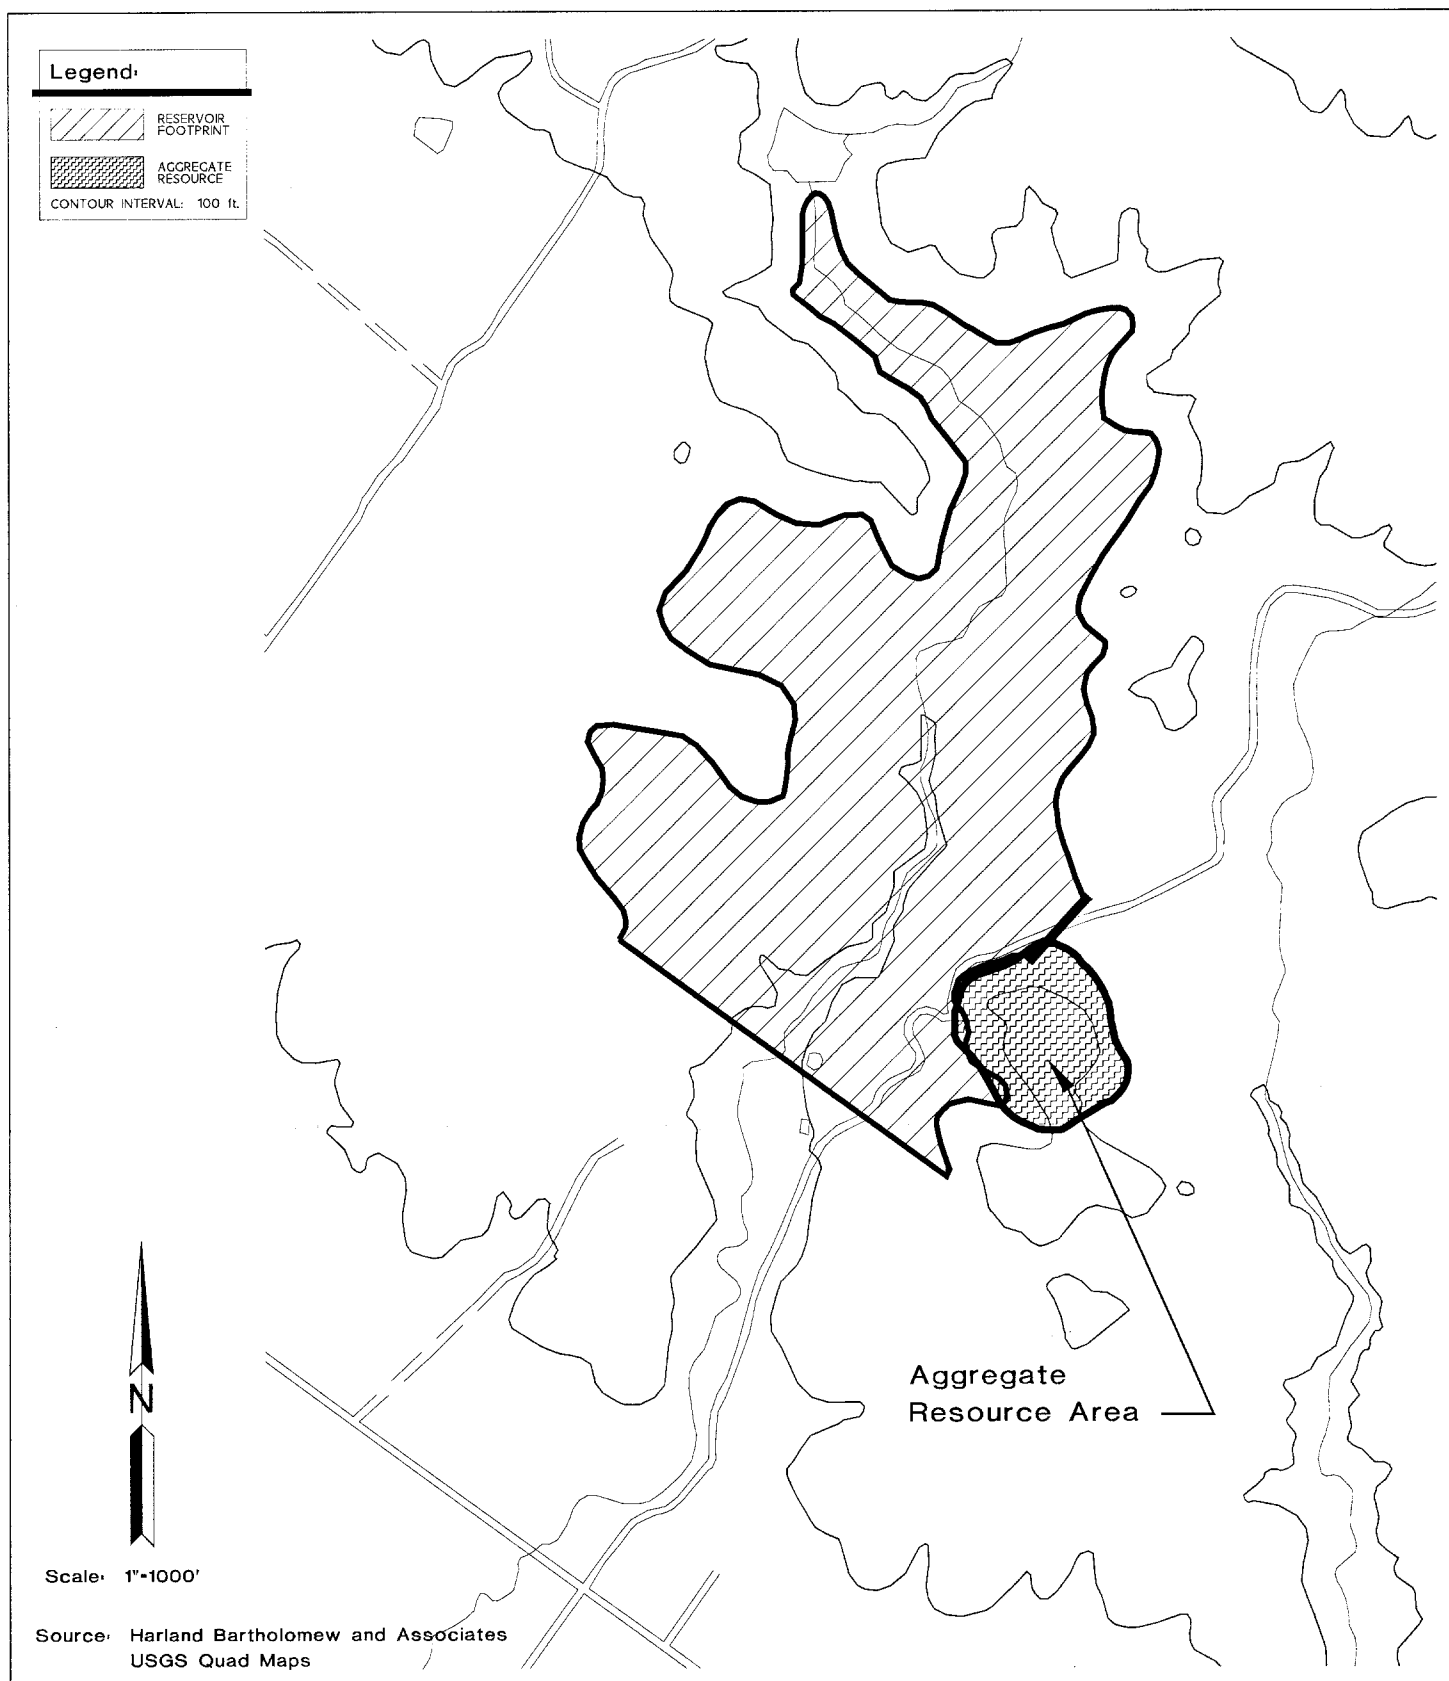 Legend:
RESERVOIR
FOOTPRINT
AGGREGATE
RESOURCE
CONTOUR INTERVAL: 100 ft.
N
Aggregate
Resource Area
Scale: 1"=1000'
Source: Harland Bartholomew and Associates
USGS Quad Maps